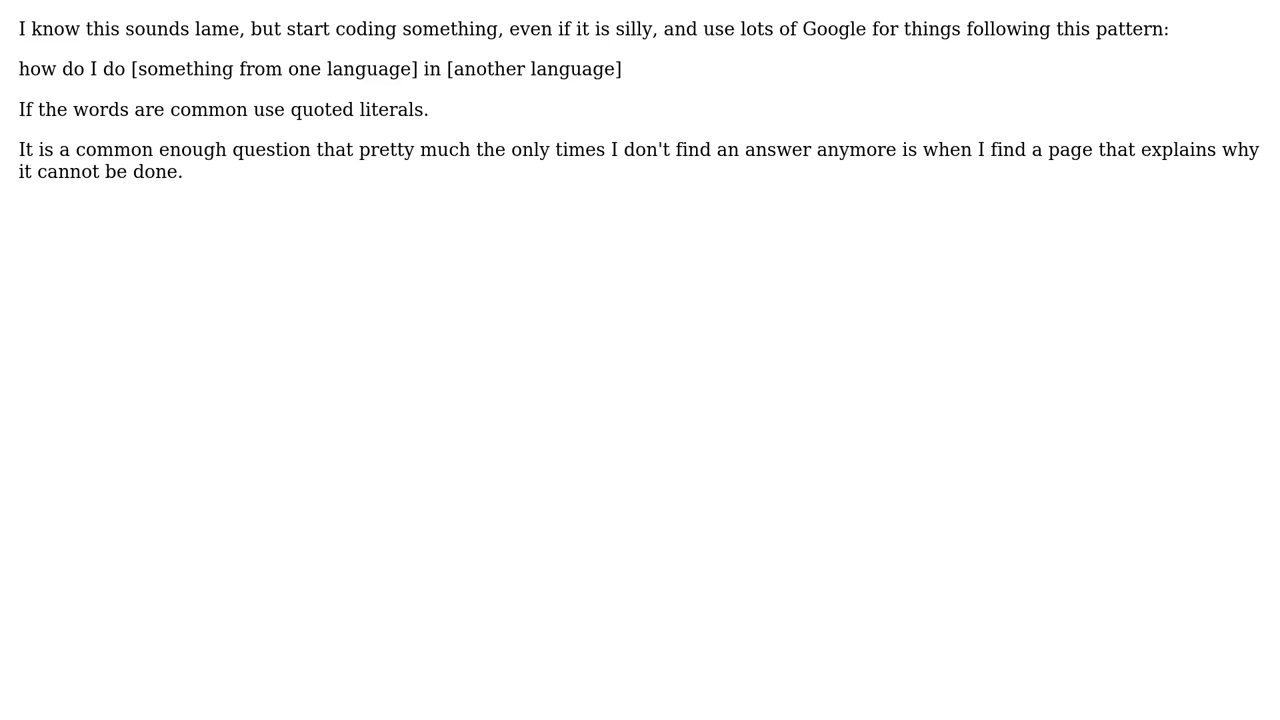 I know this sounds lame, but start coding something, even if it is silly, and use lots of Google for things following this pattern:
how do I do [something from one language] in [another language]
If the words are common use quoted literals.
It is a common enough question that pretty much the only times I don't find an answer anymore is when I find a page that explains why
it cannot be done.